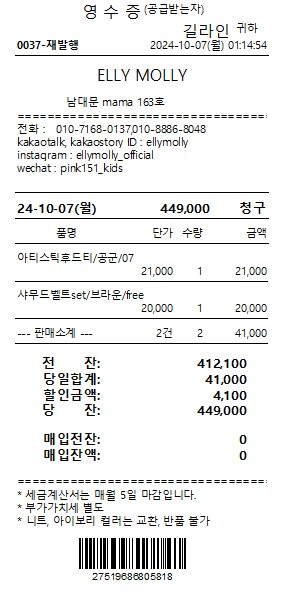 영 수 증 (공급받는자)
길라인 귀하
0037-재발행 2024-10-07(월) 01:14:54
ELLY MOLLY
남대문 mama 163호
==================================
전화 : 010-7168-0137,010-8886-8048
kakaotalk, kakaostory ID : ellymolly
instaqram : ellymolly_official
wechat : pink151_kids
24-10-07(월) 449,000 청구
품명 단가 수량 금액
아티스틱후드티/공군/07
21,000 1 21,000
샤무드벨트set/브라운/free
20,000 1 20,000
--- 판매소계 --- 2건 2 41,000
전 잔: 412,100
당일합계: 41,000
할인금액: 4,100
당 잔: 449,000
매입전잔: 0
매입잔액: 0
==================================
* 세금계산서는 매월 5일 마감입니다.
* 부가가치세 별도
* 니트, 아이보리 컬러는 교환, 반품 불가
27519686805818